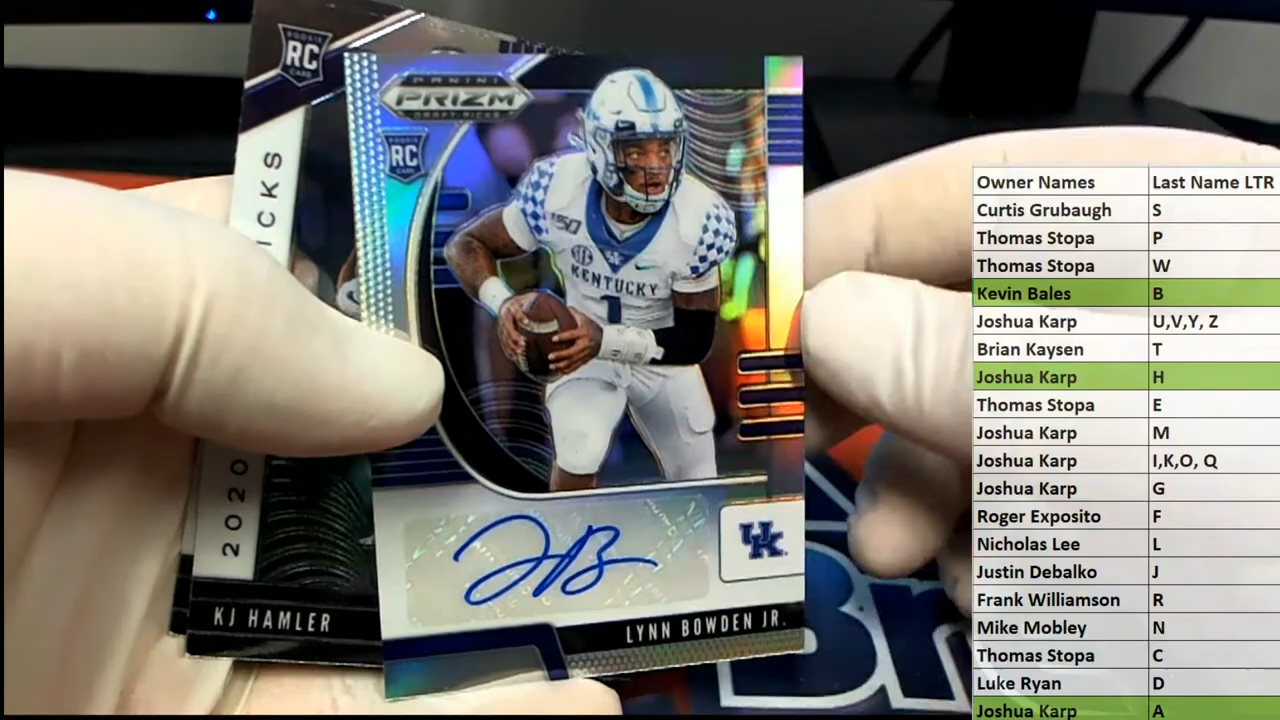 ROOKIE
RC
CARD
PANINI
PRIZM
DRAFT PICKS
ROOKIE
RC
CARD
150
SEC
KENTUCKY
1
ICKS
2020
UK
KJ HAMLER
LYNN BOWDEN JR.
Br
Owner Names Last Name LTR
Curtis Grubaugh S
Thomas Stopa P
Thomas Stopa W
Kevin Bales B
Joshua Karp U,V,Y, Z
Brian Kaysen T
Joshua Karp H
Thomas Stopa E
Joshua Karp M
Joshua Karp I,K,O, Q
Joshua Karp G
Roger Exposito F
Nicholas Lee L
Justin Debalko J
Frank Williamson R
Mike Mobley N
Thomas Stopa C
Luke Ryan D
Joshua Karp A